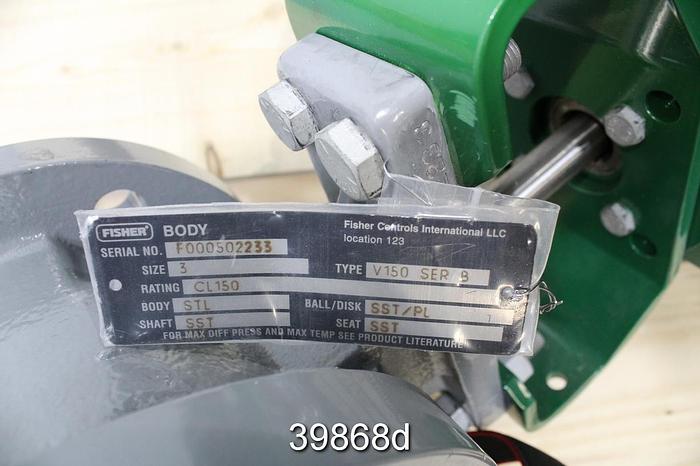 FISHER BODY Fisher Controls International LLC
SERIAL NO. F000502233 location 123
SIZE 3 TYPE V150 SER B
RATING CL150
BODY STL BALL/DISK SST/PL
SHAFT SST SEAT SST
FOR MAX DIFF PRESS AND MAX TEMP SEE PRODUCT LITERATURE
39868d